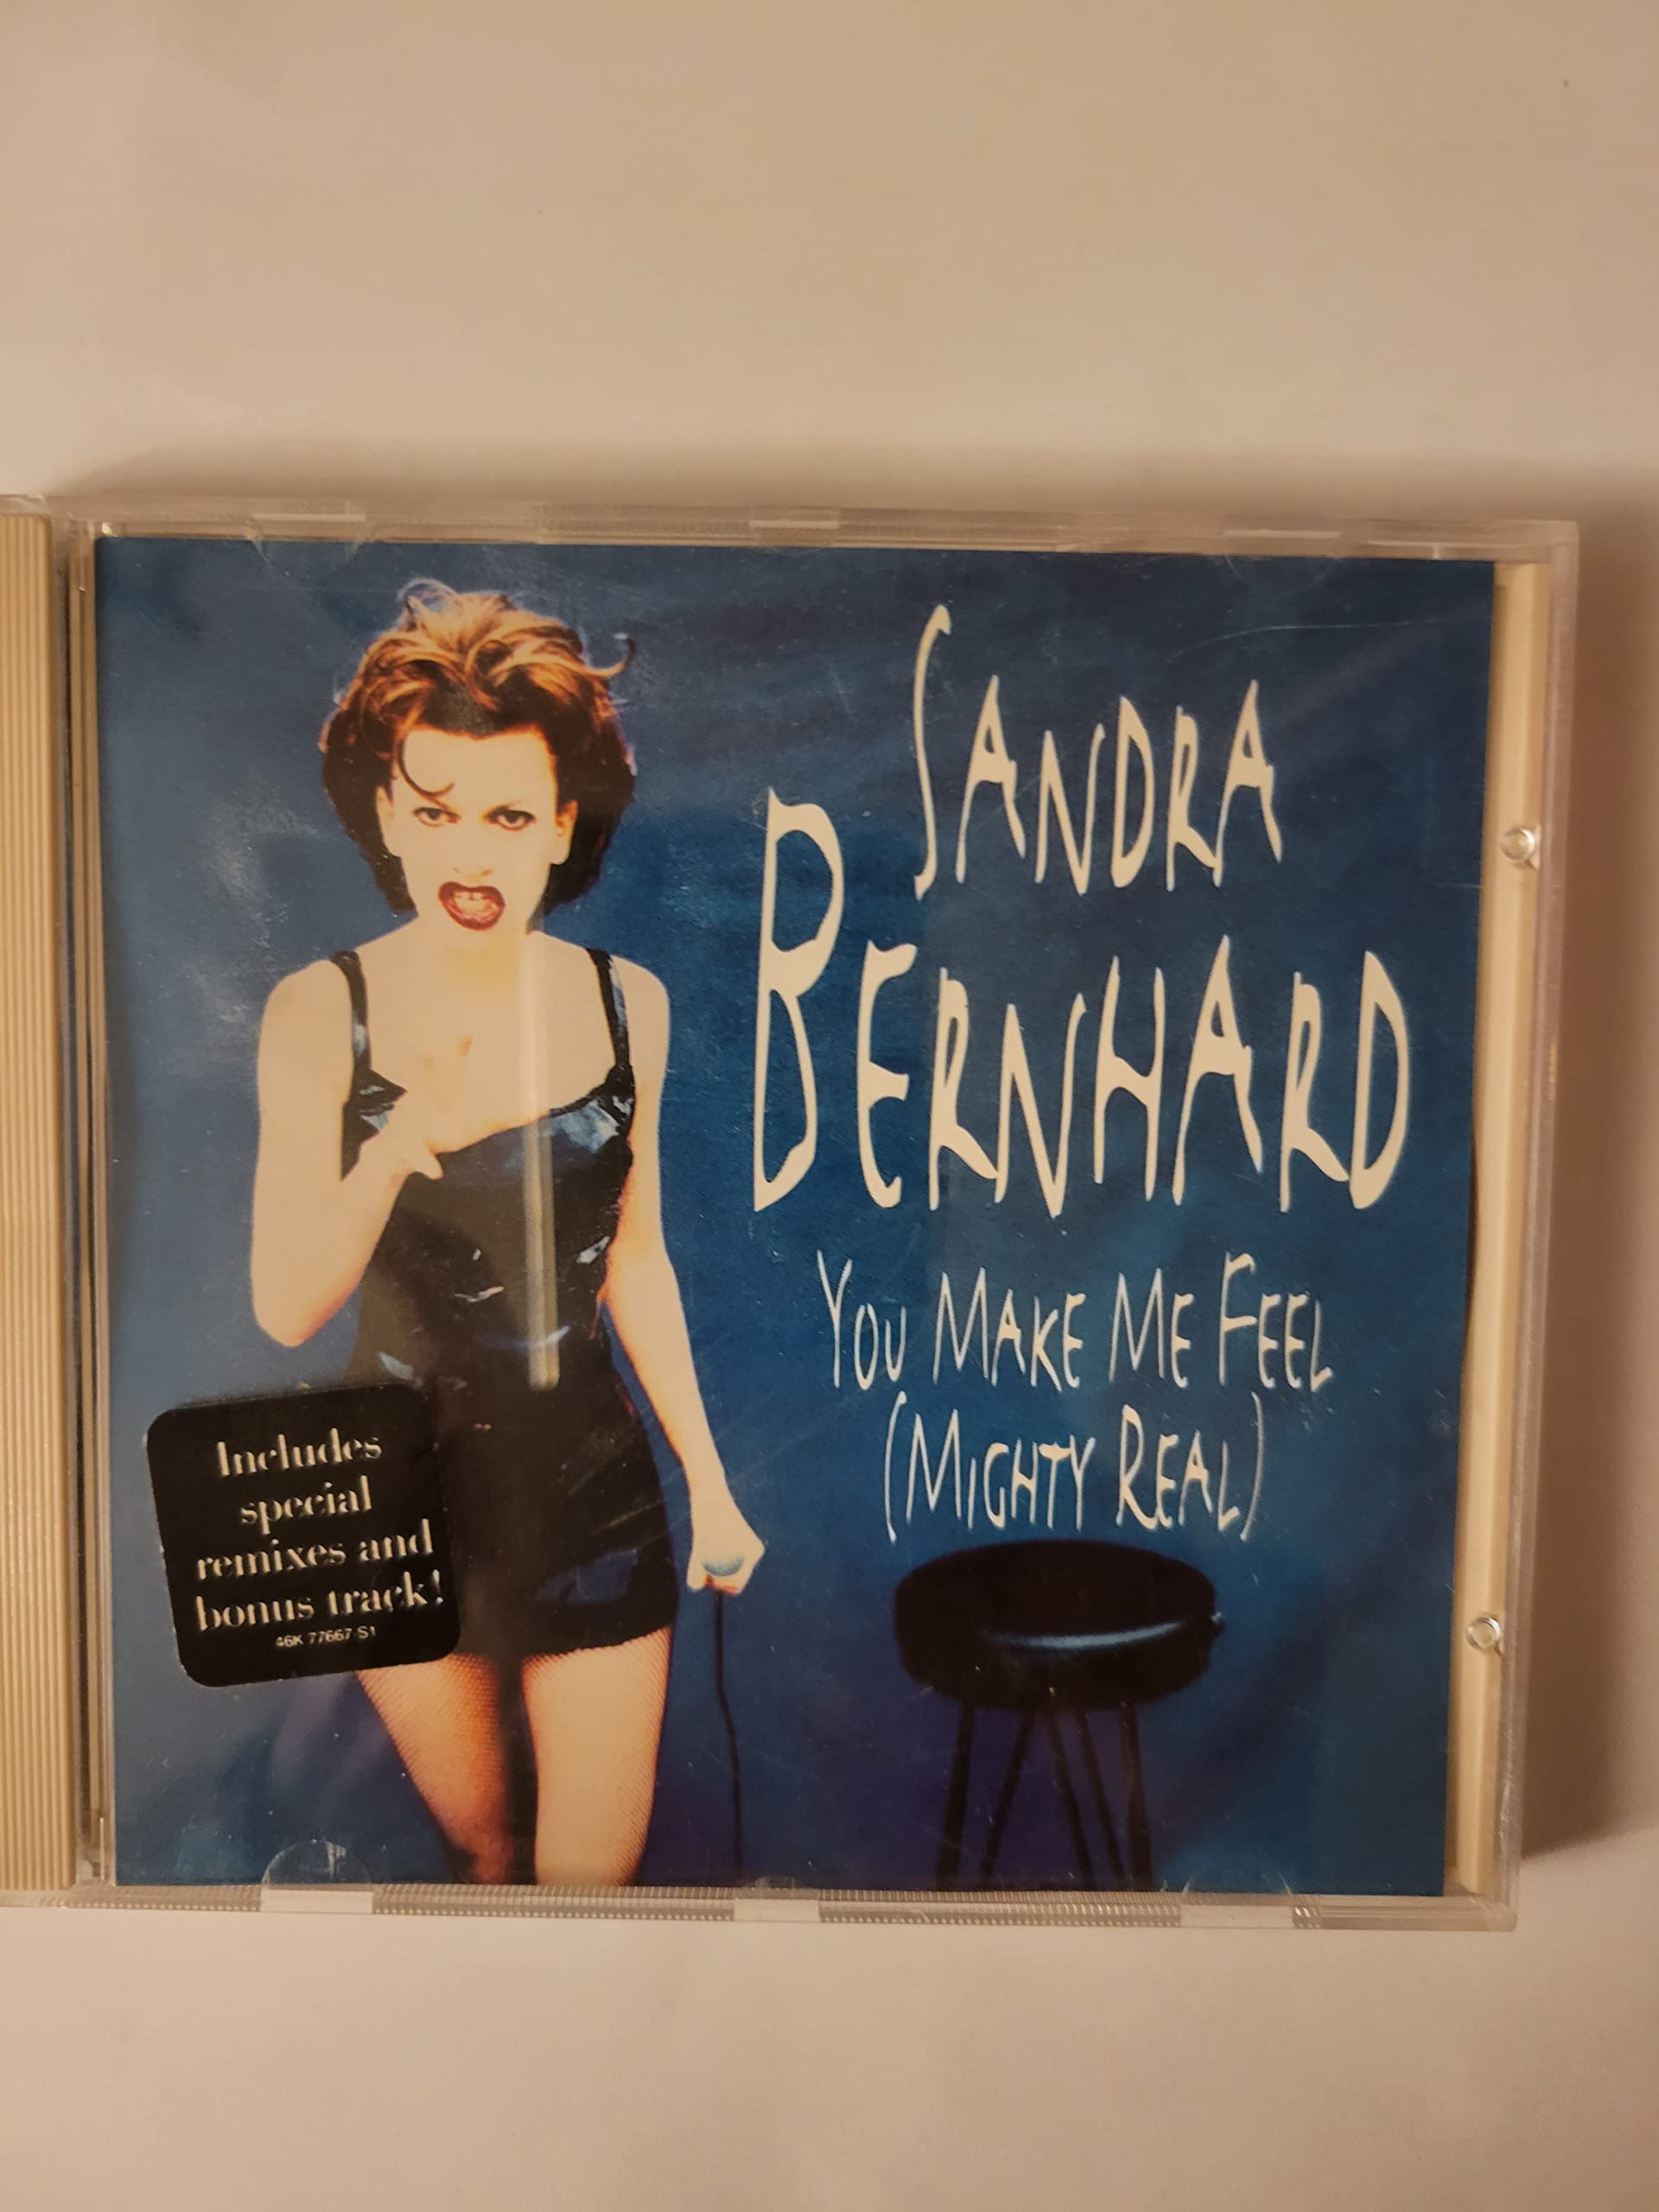 SANDRA
BERNHARD
YOU MAKE ME FEEL
(MIGHTY REAL)
Includes
special
remixes and
bonus track!
46K 77667 S1